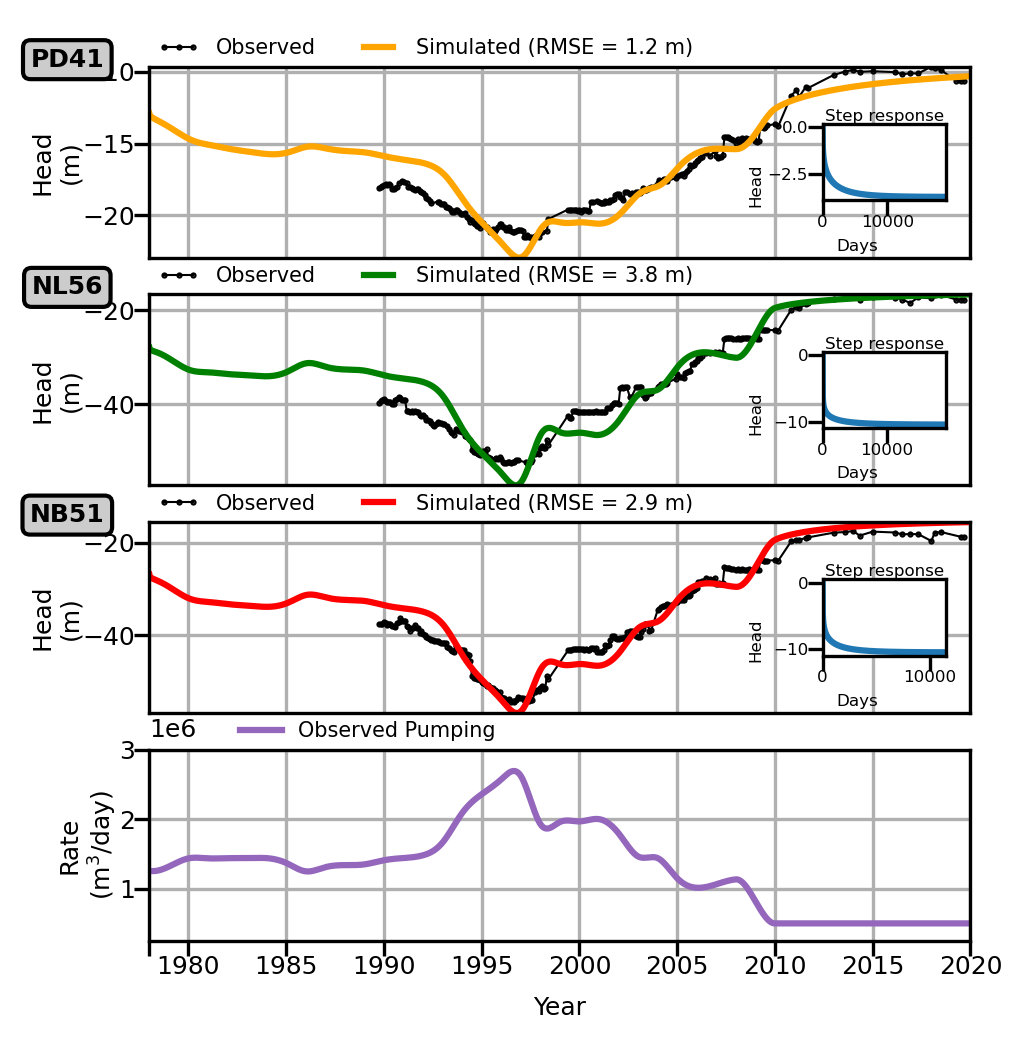 PD41
Observed
Simulated (RMSE = 1.2 m)
10
−15
−20
Head
(m)
Step response
0.0
−2.5
Head
0
10000
Days
NL56
Observed
Simulated (RMSE = 3.8 m)
−20
−40
Head
(m)
Step response
0
−10
Head
0
10000
Days
NB51
Observed
Simulated (RMSE = 2.9 m)
−20
−40
Head
(m)
Step response
0
−10
Head
0
10000
Days
1e6
Observed Pumping
3
2
1
Rate
(m³/day)
1980 1985 1990 1995 2000 2005 2010 2015 2020
Year